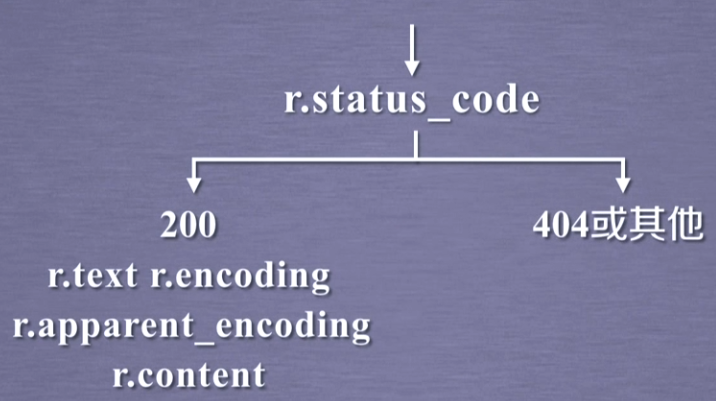 r.status_code
200
404或其他
r.text r.encoding
r.apparent_encoding
r.content